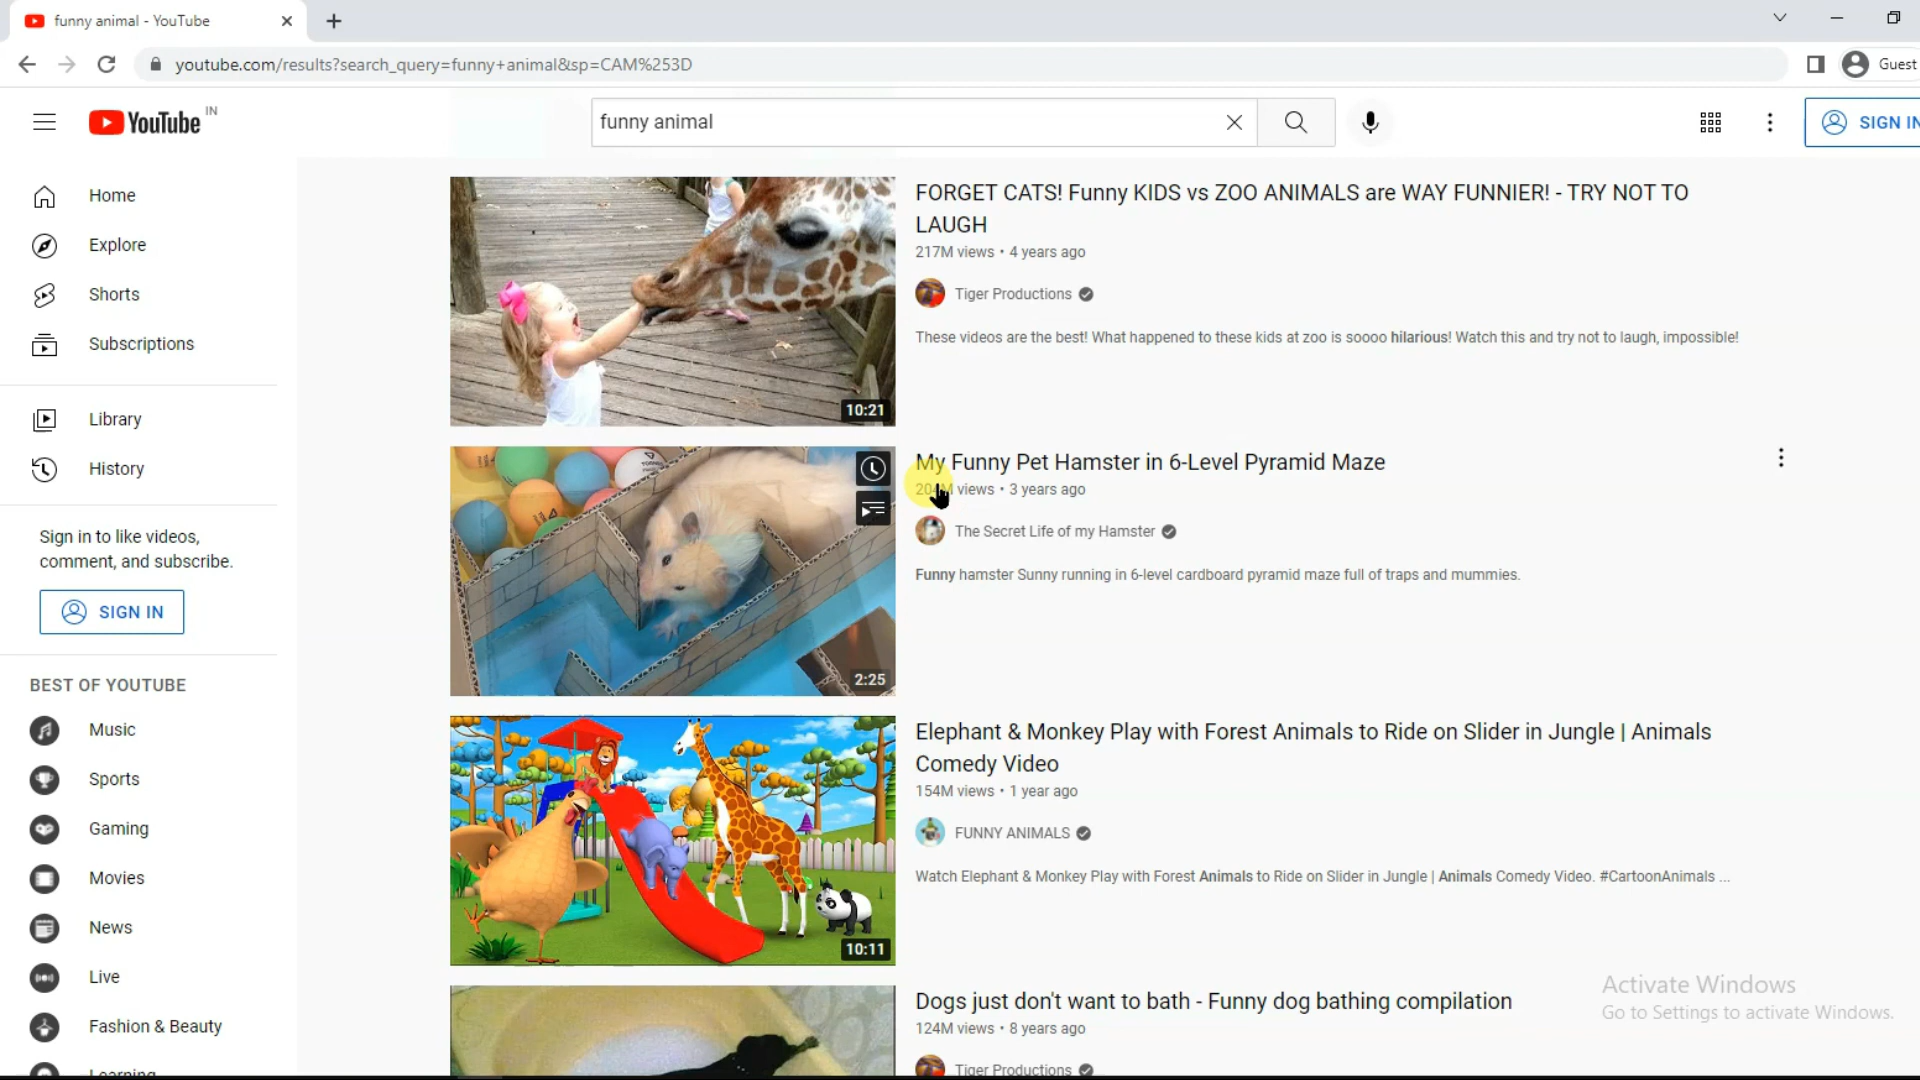 funny animal - YouTube
youtube.com/results?search_query=funny+animal&sp=CAM%253D
Guest
YouTube IN
funny animal
SIGN IN
Home
Explore
Shorts
Subscriptions
Library
History
Sign in to like videos,
comment, and subscribe.
SIGN IN
BEST OF YOUTUBE
Music
Sports
Gaming
Movies
News
Live
Fashion & Beauty
Learning
10:21
FORGET CATS! Funny KIDS vs ZOO ANIMALS are WAY FUNNIER! - TRY NOT TO
LAUGH
217M views • 4 years ago
Tiger Productions
These videos are the best! What happened to these kids at zoo is soooo hilarious! Watch this and try not to laugh, impossible!
2:25
My Funny Pet Hamster in 6-Level Pyramid Maze
204M views • 3 years ago
The Secret Life of my Hamster
Funny hamster Sunny running in 6-level cardboard pyramid maze full of traps and mummies.
10:11
Elephant & Monkey Play with Forest Animals to Ride on Slider in Jungle | Animals
Comedy Video
154M views • 1 year ago
FUNNY ANIMALS
Watch Elephant & Monkey Play with Forest Animals to Ride on Slider in Jungle | Animals Comedy Video. #CartoonAnimals ...
Dogs just don't want to bath - Funny dog bathing compilation
124M views • 8 years ago
Tiger Productions
Activate Windows
Go to Settings to activate Windows.